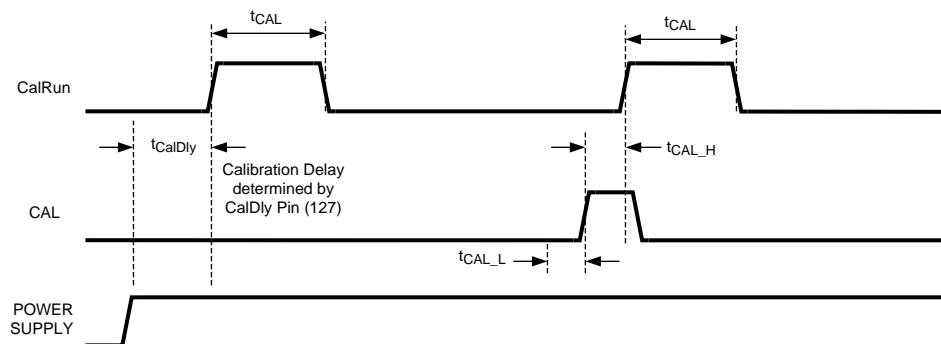 tCAL
tCAL
CalRun
tCalDly
tCAL_H
Calibration Delay
determined by
CalDly Pin (127)
CAL
tCAL_L
POWER
SUPPLY